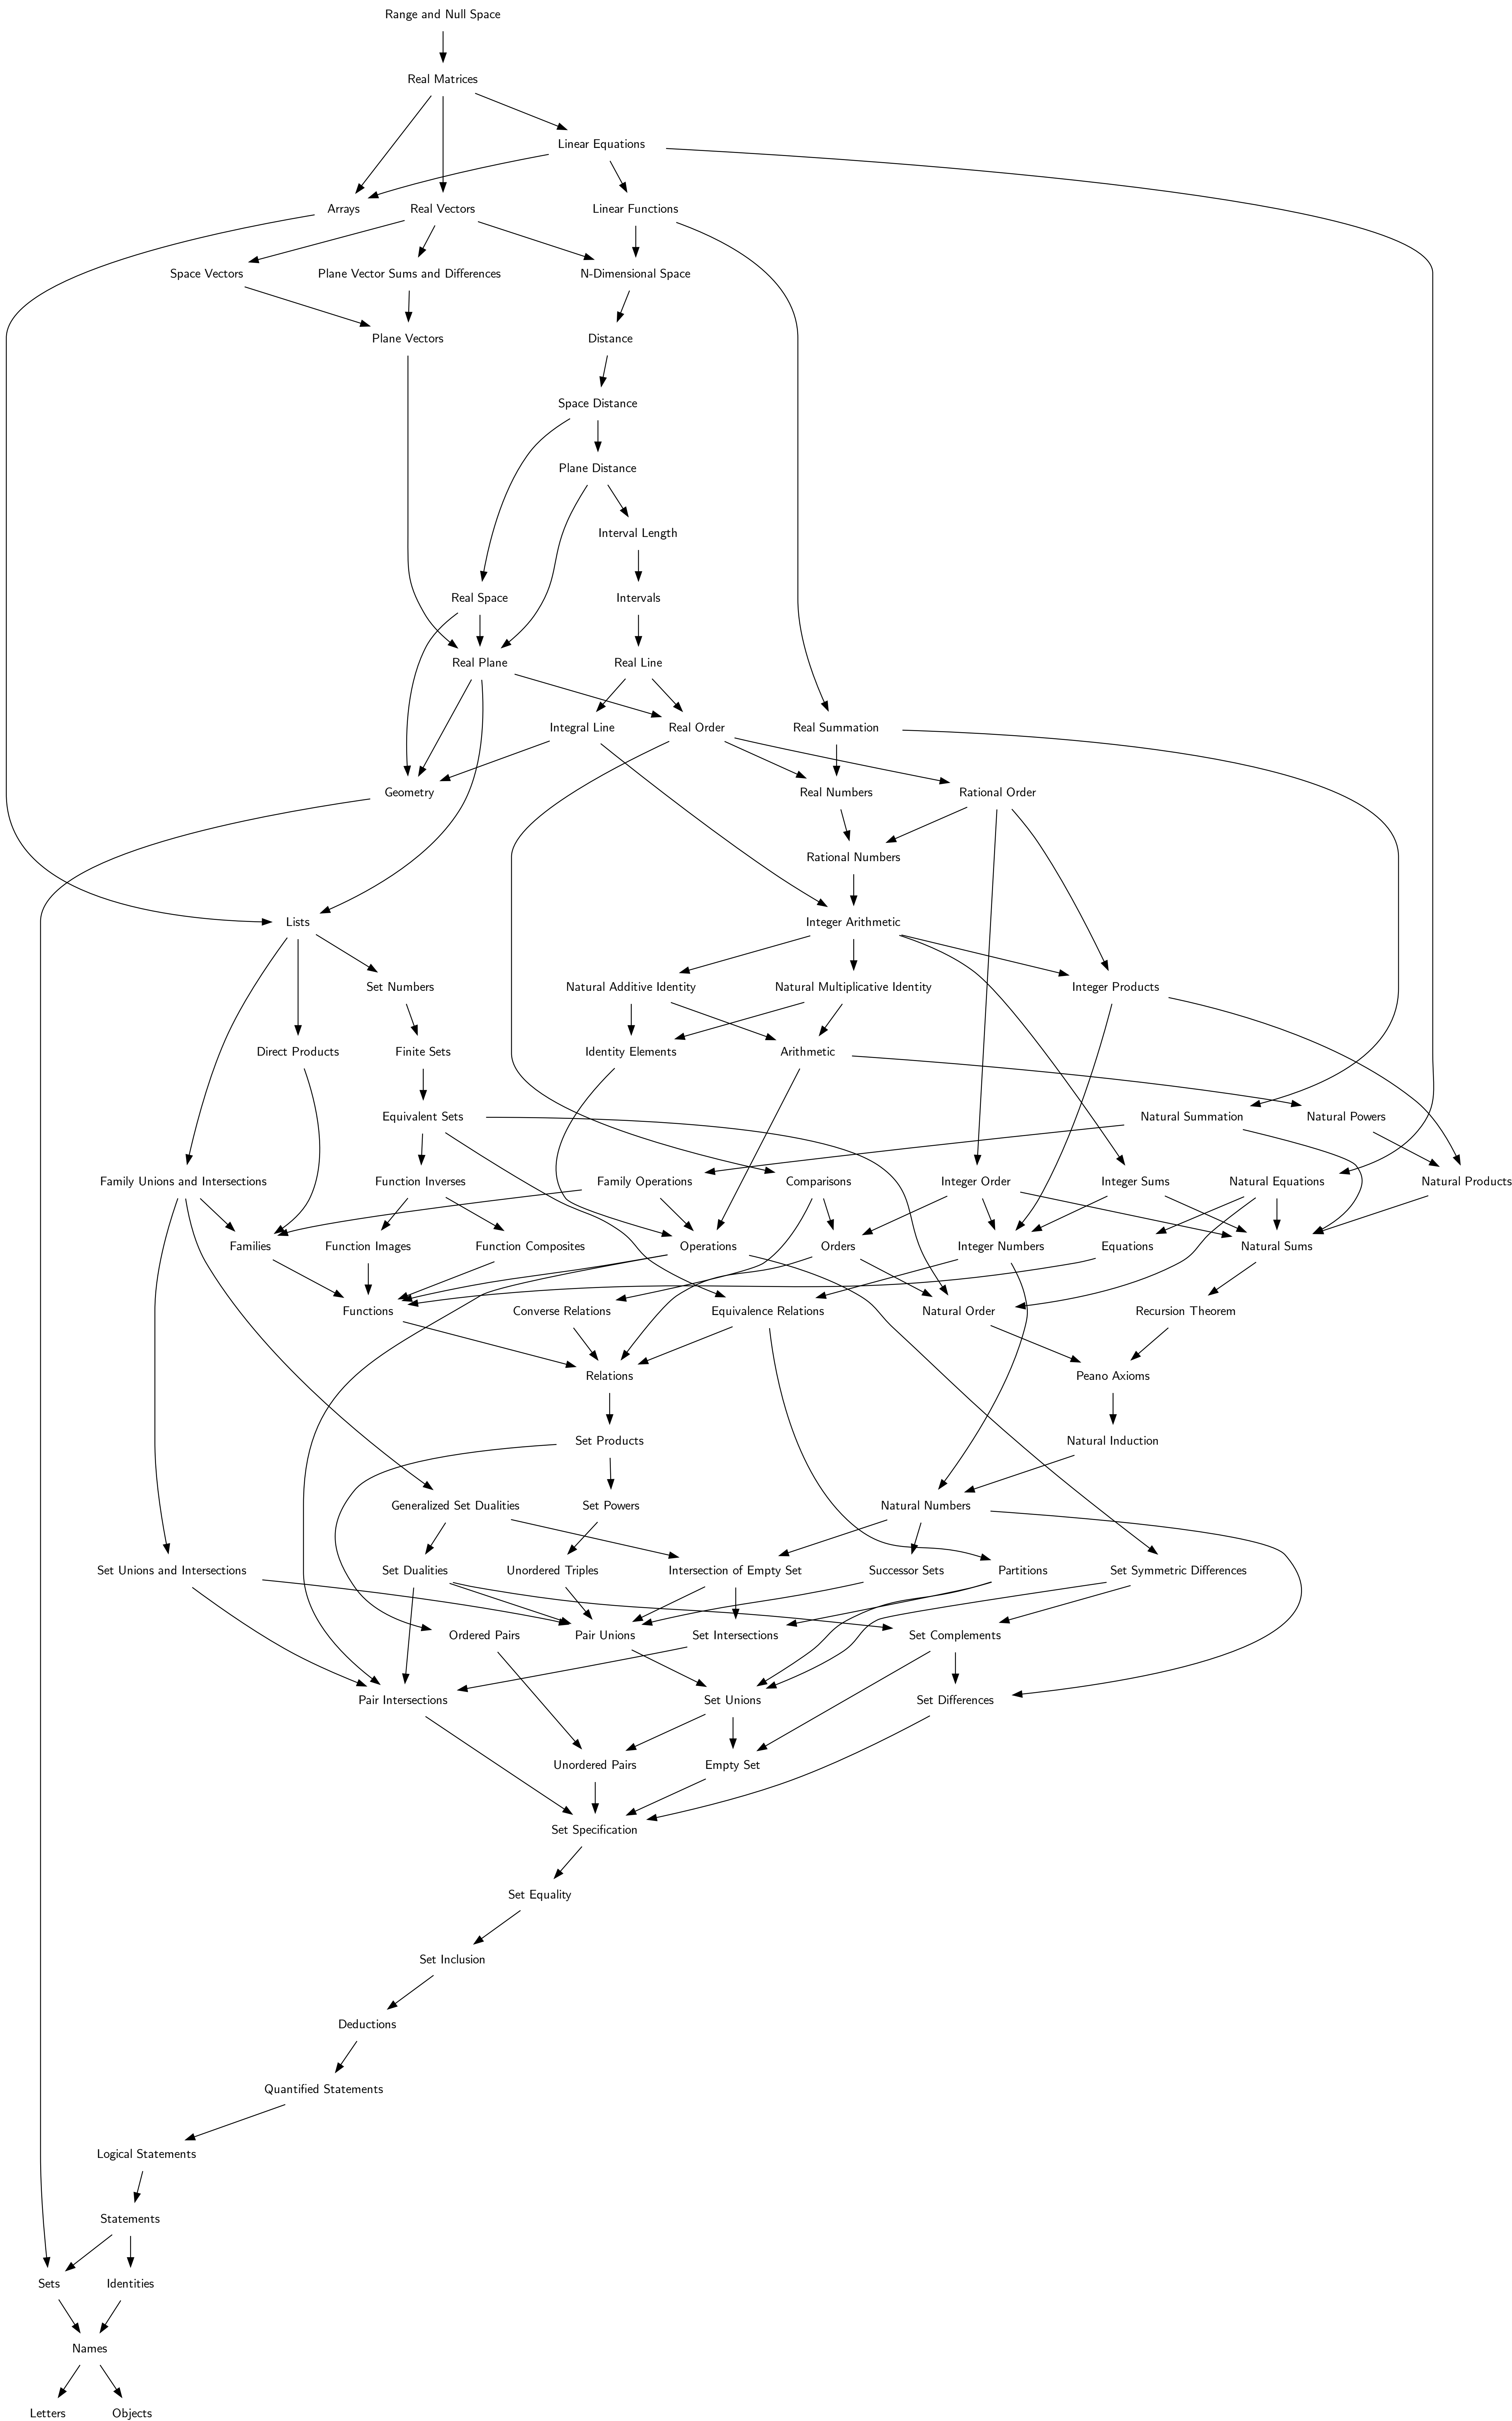 Range and Null Space
Real Matrices
Linear Equations
Arrays
Real Vectors
Linear Functions
Space Vectors
Plane Vector Sums and Differences
N-Dimensional Space
Plane Vectors
Distance
Space Distance
Plane Distance
Interval Length
Real Space
Intervals
Real Plane
Real Line
Integral Line
Real Order
Real Summation
Geometry
Real Numbers
Rational Order
Rational Numbers
Lists
Integer Arithmetic
Set Numbers
Natural Additive Identity
Natural Multiplicative Identity
Integer Products
Direct Products
Finite Sets
Identity Elements
Arithmetic
Equivalent Sets
Natural Summation
Natural Powers
Family Unions and Intersections
Function Inverses
Family Operations
Comparisons
Integer Order
Integer Sums
Natural Equations
Natural Products
Families
Function Images
Function Composites
Operations
Orders
Integer Numbers
Equations
Natural Sums
Functions
Converse Relations
Equivalence Relations
Natural Order
Recursion Theorem
Relations
Peano Axioms
Set Products
Natural Induction
Generalized Set Dualities
Set Powers
Natural Numbers
Set Unions and Intersections
Set Dualities
Unordered Triples
Intersection of Empty Set
Successor Sets
Partitions
Set Symmetric Differences
Ordered Pairs
Pair Unions
Set Intersections
Set Complements
Pair Intersections
Set Unions
Set Differences
Unordered Pairs
Empty Set
Set Specification
Set Equality
Set Inclusion
Deductions
Quantified Statements
Logical Statements
Statements
Sets
Identities
Names
Letters
Objects